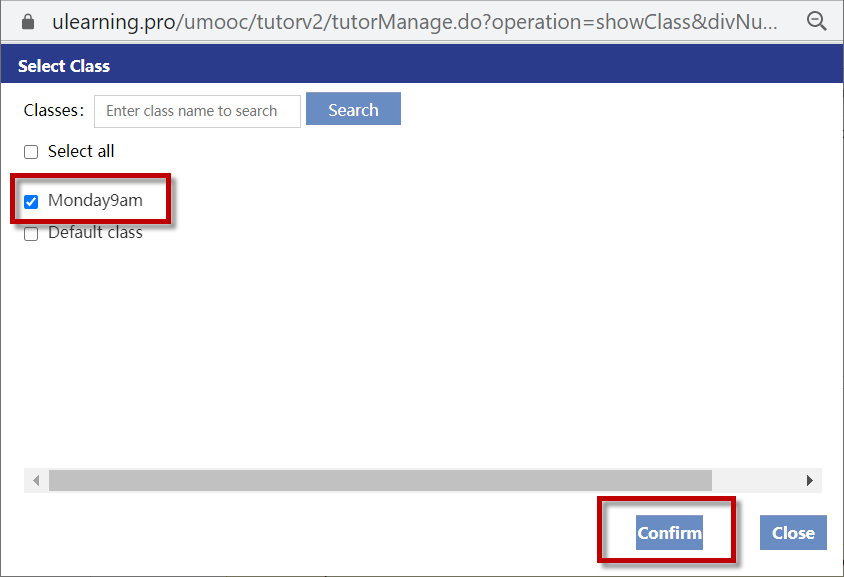 ulearning.pro/umooc/tutorv2/tutorManage.do?operation=showClass&divNu...
Select Class
Classes: Enter class name to search Search
Select all
Monday9am
Default class
Confirm Close